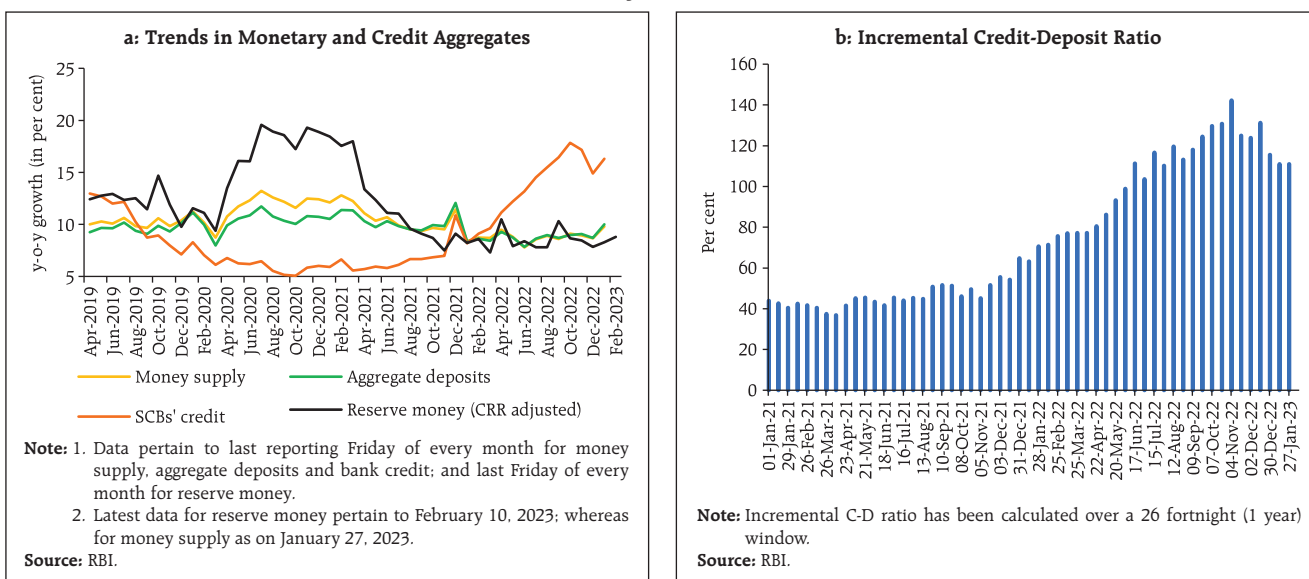 a: Trends in Monetary and Credit Aggregates
25
20
15
10
5
y-o-y growth (in per cent)
Apr-2019
Jun-2019
Aug-2019
Oct-2019
Dec-2019
Feb-2020
Apr-2020
Jun-2020
Aug-2020
Oct-2020
Dec-2020
Feb-2021
Apr-2021
Jun-2021
Aug-2021
Oct-2021
Dec-2021
Feb-2022
Apr-2022
Jun-2022
Aug-2022
Oct-2022
Dec-2022
Feb-2023
Money supply
Aggregate deposits
SCBs' credit
Reserve money (CRR adjusted)
Note: 1. Data pertain to last reporting Friday of every month for money
supply, aggregate deposits and bank credit; and last Friday of every
month for reserve money.
2. Latest data for reserve money pertain to February 10, 2023; whereas
for money supply as on January 27, 2023.
Source: RBI.
b: Incremental Credit-Deposit Ratio
160
140
120
100
80
60
40
20
0
Per cent
01-Jan-21
29-Jan-21
26-Feb-21
26-Mar-21
23-Apr-21
21-May-21
18-Jun-21
16-Jul-21
13-Aug-21
10-Sep-21
08-Oct-21
05-Nov-21
03-Dec-21
31-Dec-21
28-Jan-22
25-Feb-22
25-Mar-22
22-Apr-22
20-May-22
17-Jun-22
15-Jul-22
12-Aug-22
09-Sep-22
07-Oct-22
04-Nov-22
02-Dec-22
30-Dec-22
27-Jan-23
Note: Incremental C-D ratio has been calculated over a 26 fortnight (1 year)
window.
Source: RBI.